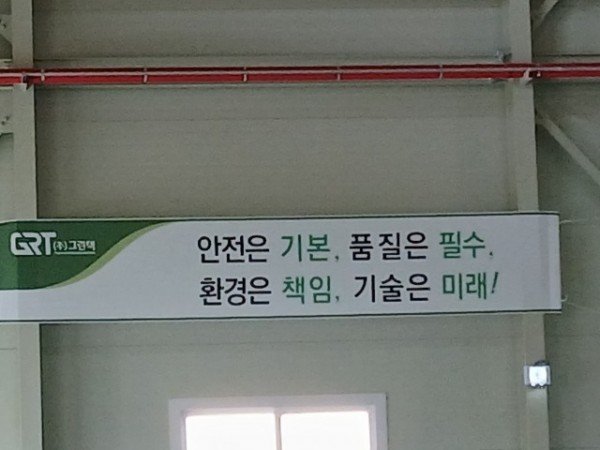 GRT (주)그린텍
안전은 기본, 품질은 필수,
환경은 책임, 기술은 미래!